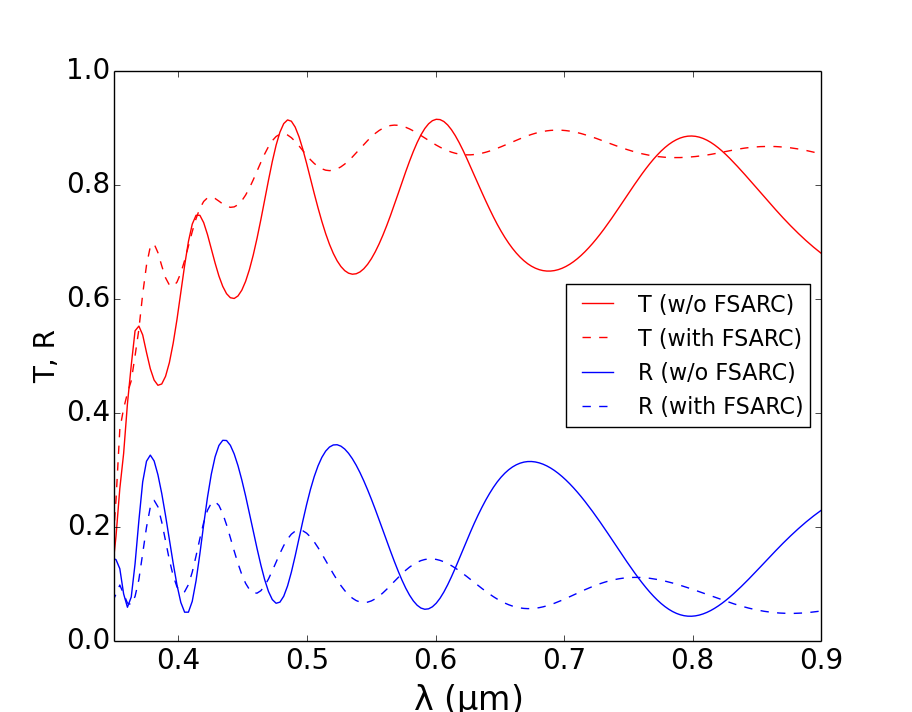 1.0
0.8
0.6
0.4
0.2
0.0
T, R
T (w/o FSARC)
T (with FSARC)
R (w/o FSARC)
R (with FSARC)
0.4 0.5 0.6 0.7 0.8 0.9
λ (μm)